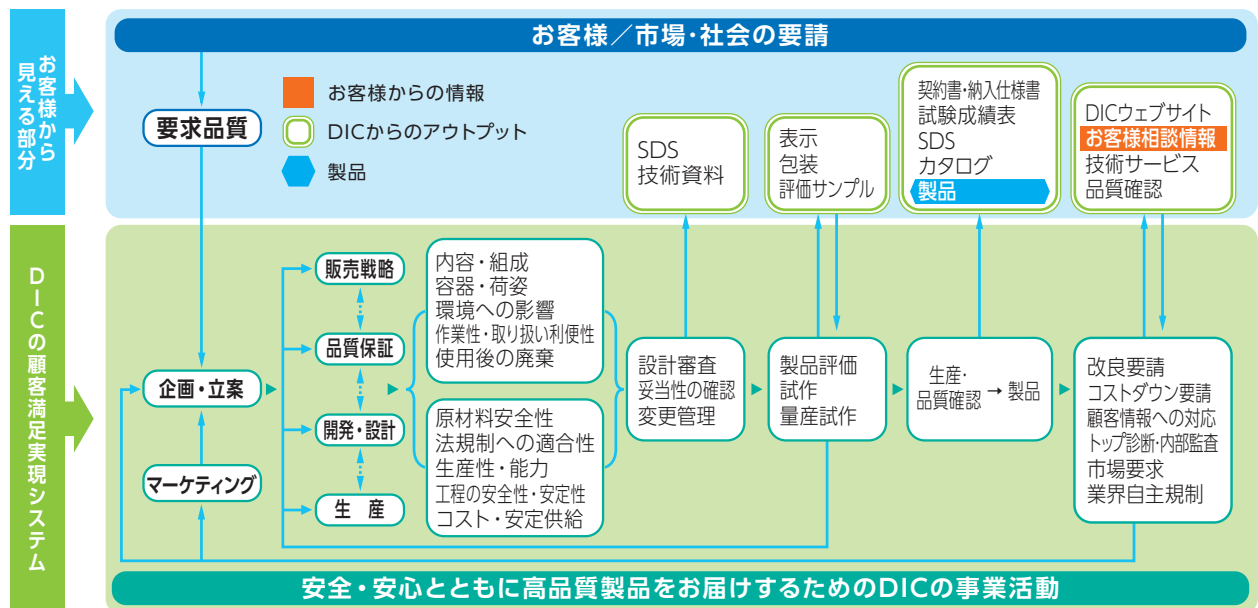 お客様から
見える部分
お客様／市場・社会の要請
要求品質
お客様からの情報
DICからのアウトプット
製品
SDS
技術資料
表示
包装
評価サンプル
契約書・納入仕様書
試験成績表
SDS
カタログ
製品
DICウェブサイト
お客様相談情報
技術サービス
品質確認
DICの顧客満足実現システム
企画・立案
マーケティング
販売戦略
品質保証
開発・設計
生 産
内容・組成
容器・荷姿
環境への影響
作業性・取り扱い利便性
使用後の廃棄
原材料安全性
法規制への適合性
生産性・能力
工程の安全性・安定性
コスト・安定供給
設計審査
妥当性の確認
変更管理
製品評価
試作
量産試作
生産・
品質確認 → 製品
改良要請
コストダウン要請
顧客情報への対応
トップ診断・内部監査
市場要求
業界自主規制
安全・安心とともに高品質製品をお届けするためのDICの事業活動